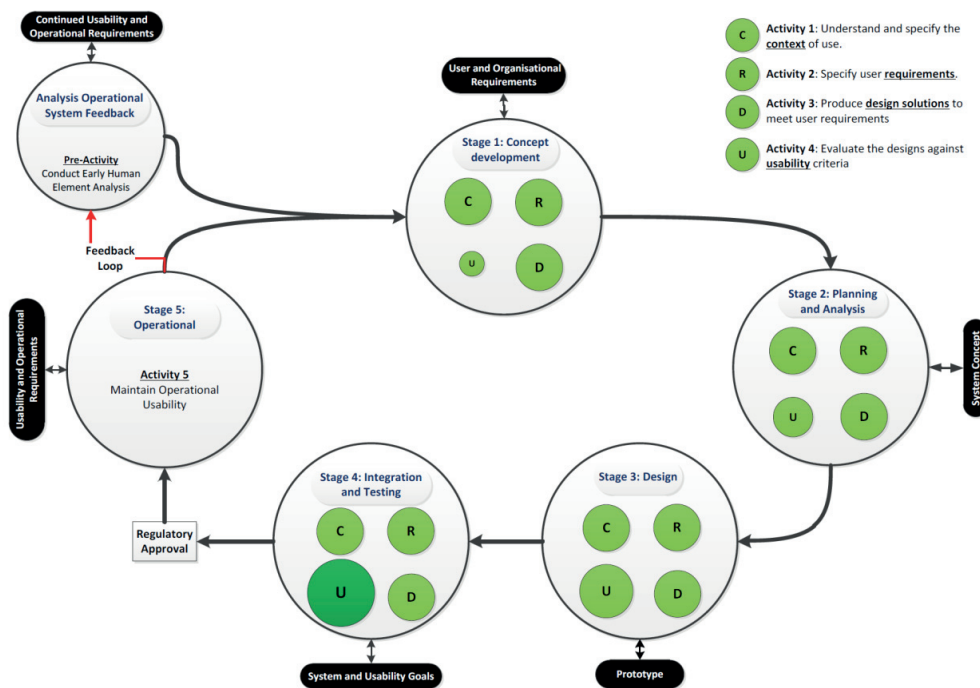 Continued Usability and
Operational Requirements
Analysis Operational
System Feedback
Pre-Activity
Conduct Early Human
Element Analysis
Feedback
Loop
User and Organisational
Requirements
Stage 1: Concept
development
C
R
U
D
C
Activity 1: Understand and specify the
context of use.
R
Activity 2: Specify user requirements.
D
Activity 3: Produce design solutions to
meet user requirements
U
Activity 4: Evaluate the designs against
usability criteria
Stage 2: Planning
and Analysis
C
R
U
D
System Concept
Stage 3: Design
C
R
U
D
Prototype
Stage 4: Integration
and Testing
C
R
U
D
System and Usability Goals
Regulatory
Approval
Stage 5:
Operational
Activity 5
Maintain Operational
Usability
Usability and Operational
Requirements